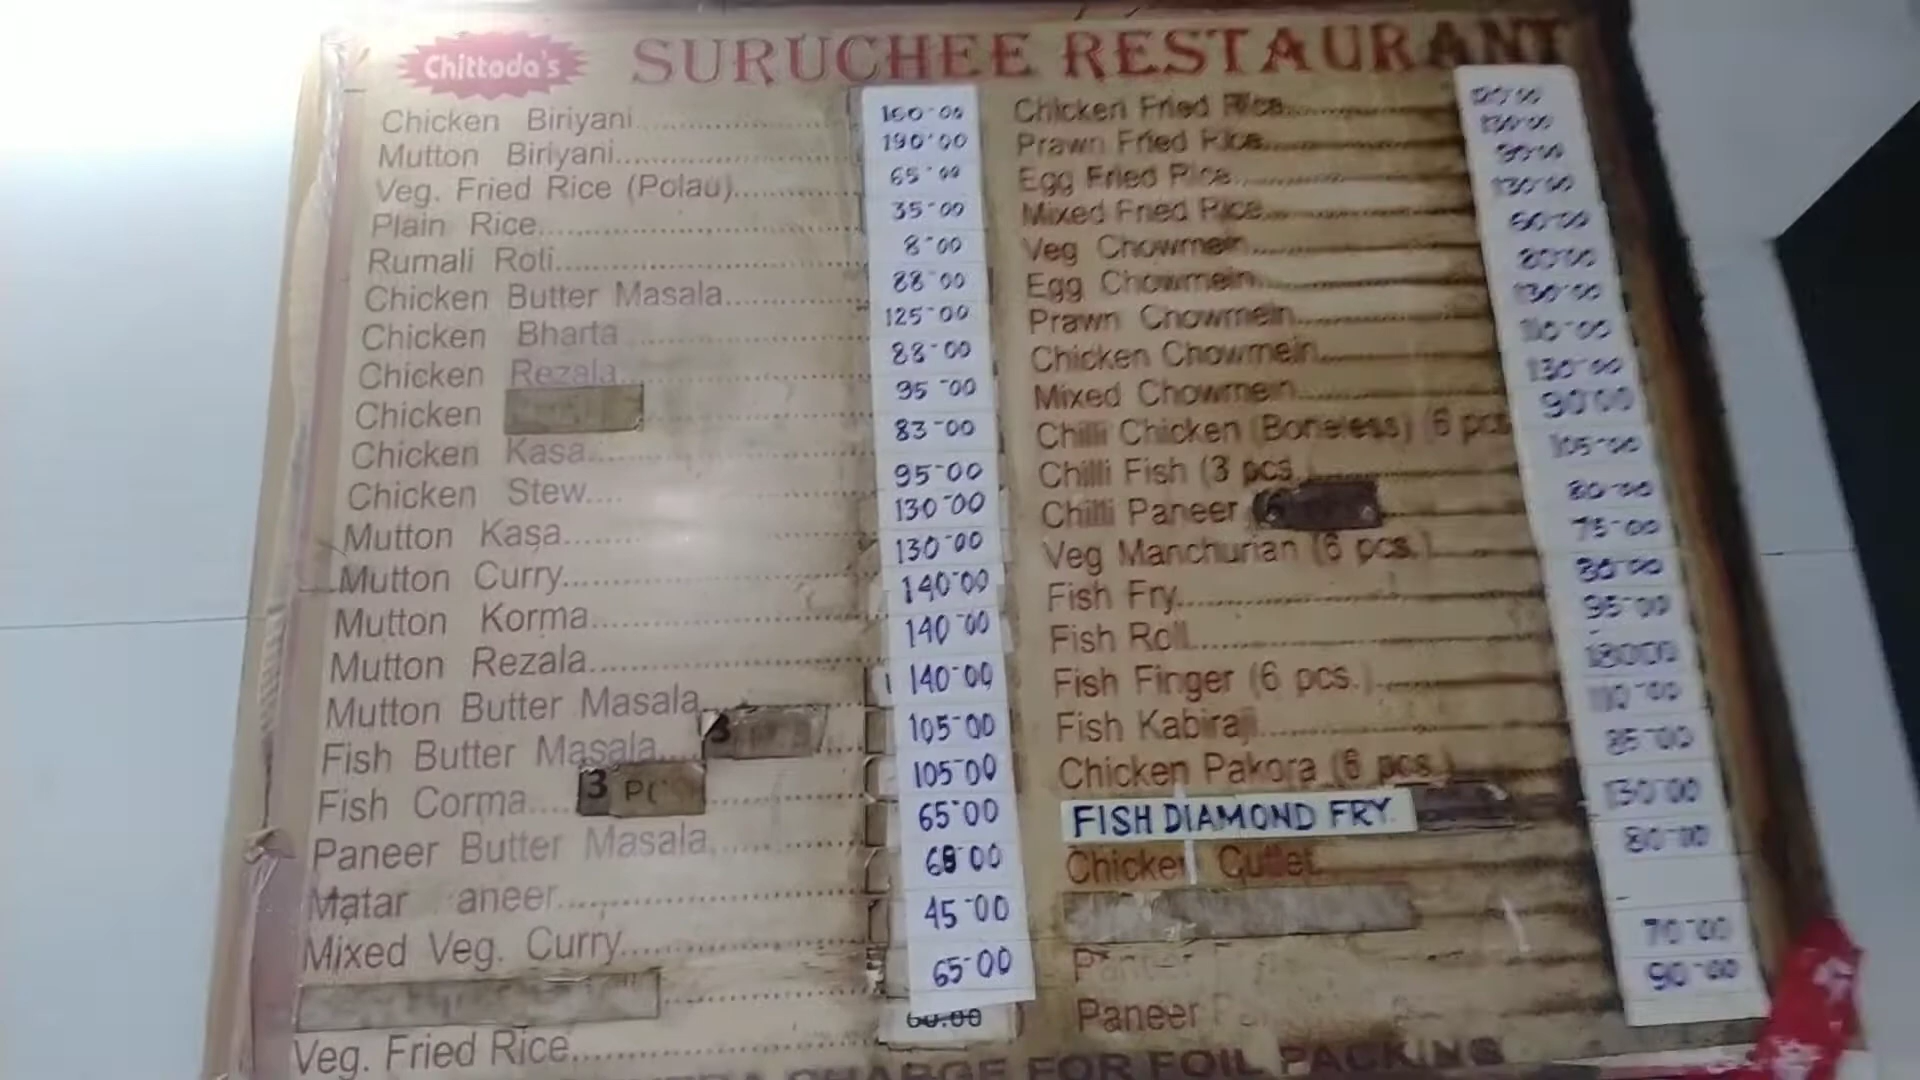 Chittoda's
SURUCHEE RESTAURANT
Chicken Biriyani 160-00
Mutton Biriyani 190-00
Veg. Fried Rice (Polau) 65-00
Plain Rice 35-00
Rumali Roti 8-00
Chicken Butter Masala 88-00
Chicken Bharta 125-00
Chicken Rezala 88-00
Chicken 95-00
Chicken Kasa 83-00
Chicken Stew 95-00
Mutton Kasa 130-00
Mutton Curry 130-00
Mutton Korma 140-00
Mutton Rezala 140-00
Mutton Butter Masala 140-00
Fish Butter Masala 3 105-00
Fish Corma 3 PC 105-00
Paneer Butter Masala 65-00
Matar aneer 00
Mixed Veg. Curry 45-00
65-00
Veg. Fried Rice 60.00
Chicken Fried Rice
Prawn Fried Rice 130-00
Egg Fried Rice 90-00
Mixed Fried Rice 130-00
Veg Chowmein 60-00
Egg Chowmein 80-00
Prawn Chowmein 130-00
Chicken Chowmein 110-00
Mixed Chowmein 130-00
Chilli Chicken (Boneless) (6 pcs 90-00
Chilli Fish (3 pcs. 105-00
Chilli Paneer 80-00
Veg Manchurian (6 pcs.) 75-00
Fish Fry 80-00
Fish Roll 95-00
Fish Finger (6 pcs.) 180-00
Fish Kabiraji 110-00
Chicken Pakora (6 pcs.) 85-00
FISH DIAMOND FRY 130-00
Chicken Cutlet 80-00
-
70-00
Paneer 90-00
CHARGE FOR FOIL PACKING